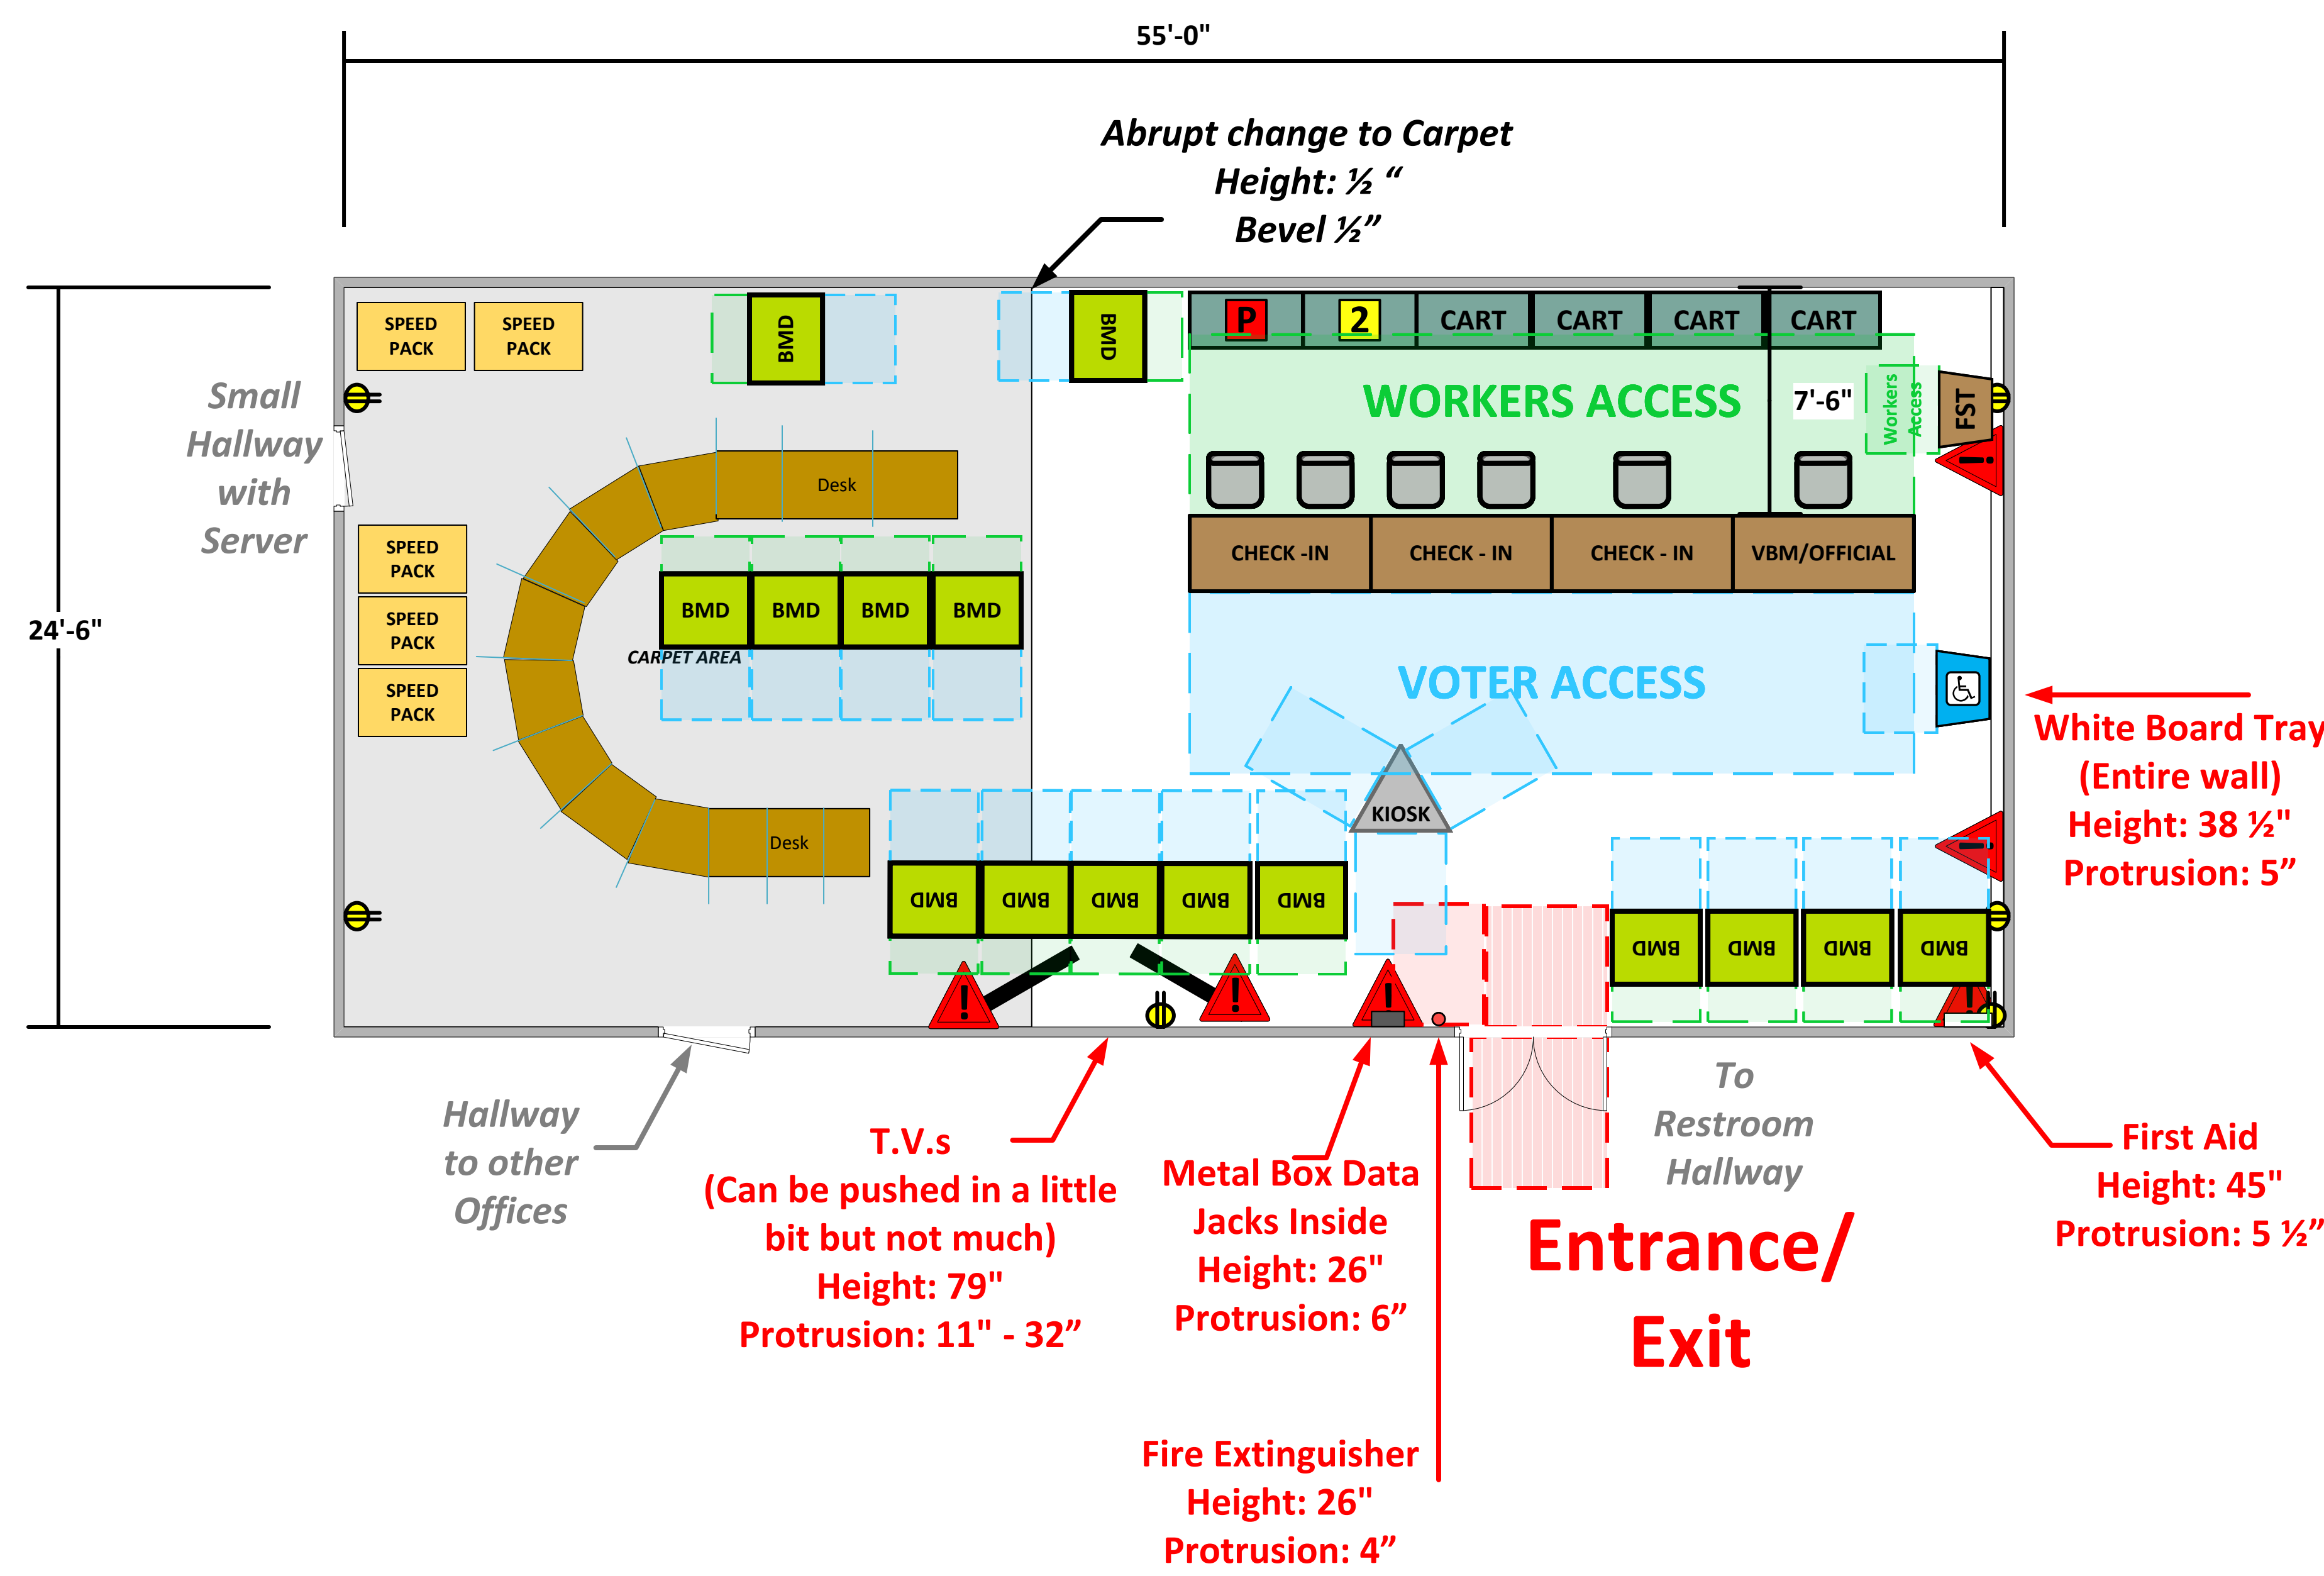 55'-0"
Abrupt change to Carpet
Height: ½ “
Bevel ½”
SPEED
PACK
SPEED
PACK
BMD
BMD
P
2
CART
CART
CART
CART
Small
Hallway
with
Server
WORKERS ACCESS
7'-6"
Workers
Access
FST
Desk
SPEED
PACK
SPEED
PACK
SPEED
PACK
CHECK -IN
CHECK - IN
CHECK - IN
VBM/OFFICIAL
24'-6"
BMD
BMD
BMD
BMD
CARPET AREA
VOTER ACCESS
White Board Tray
(Entire wall)
Height: 38 ½"
Protrusion: 5”
KIOSK
Desk
!
!
BMD
BMD
BMD
BMD
BMD
BMD
BMD
BMD
BMD
!
!
!
!
Hallway
to other
Offices
T.V.s
(Can be pushed in a little
bit but not much)
Height: 79"
Protrusion: 11" - 32”
Metal Box Data
Jacks Inside
Height: 26"
Protrusion: 6”
To
Restroom
Hallway
First Aid
Height: 45"
Protrusion: 5 ½”
Entrance/
Exit
Fire Extinguisher
Height: 26"
Protrusion: 4”